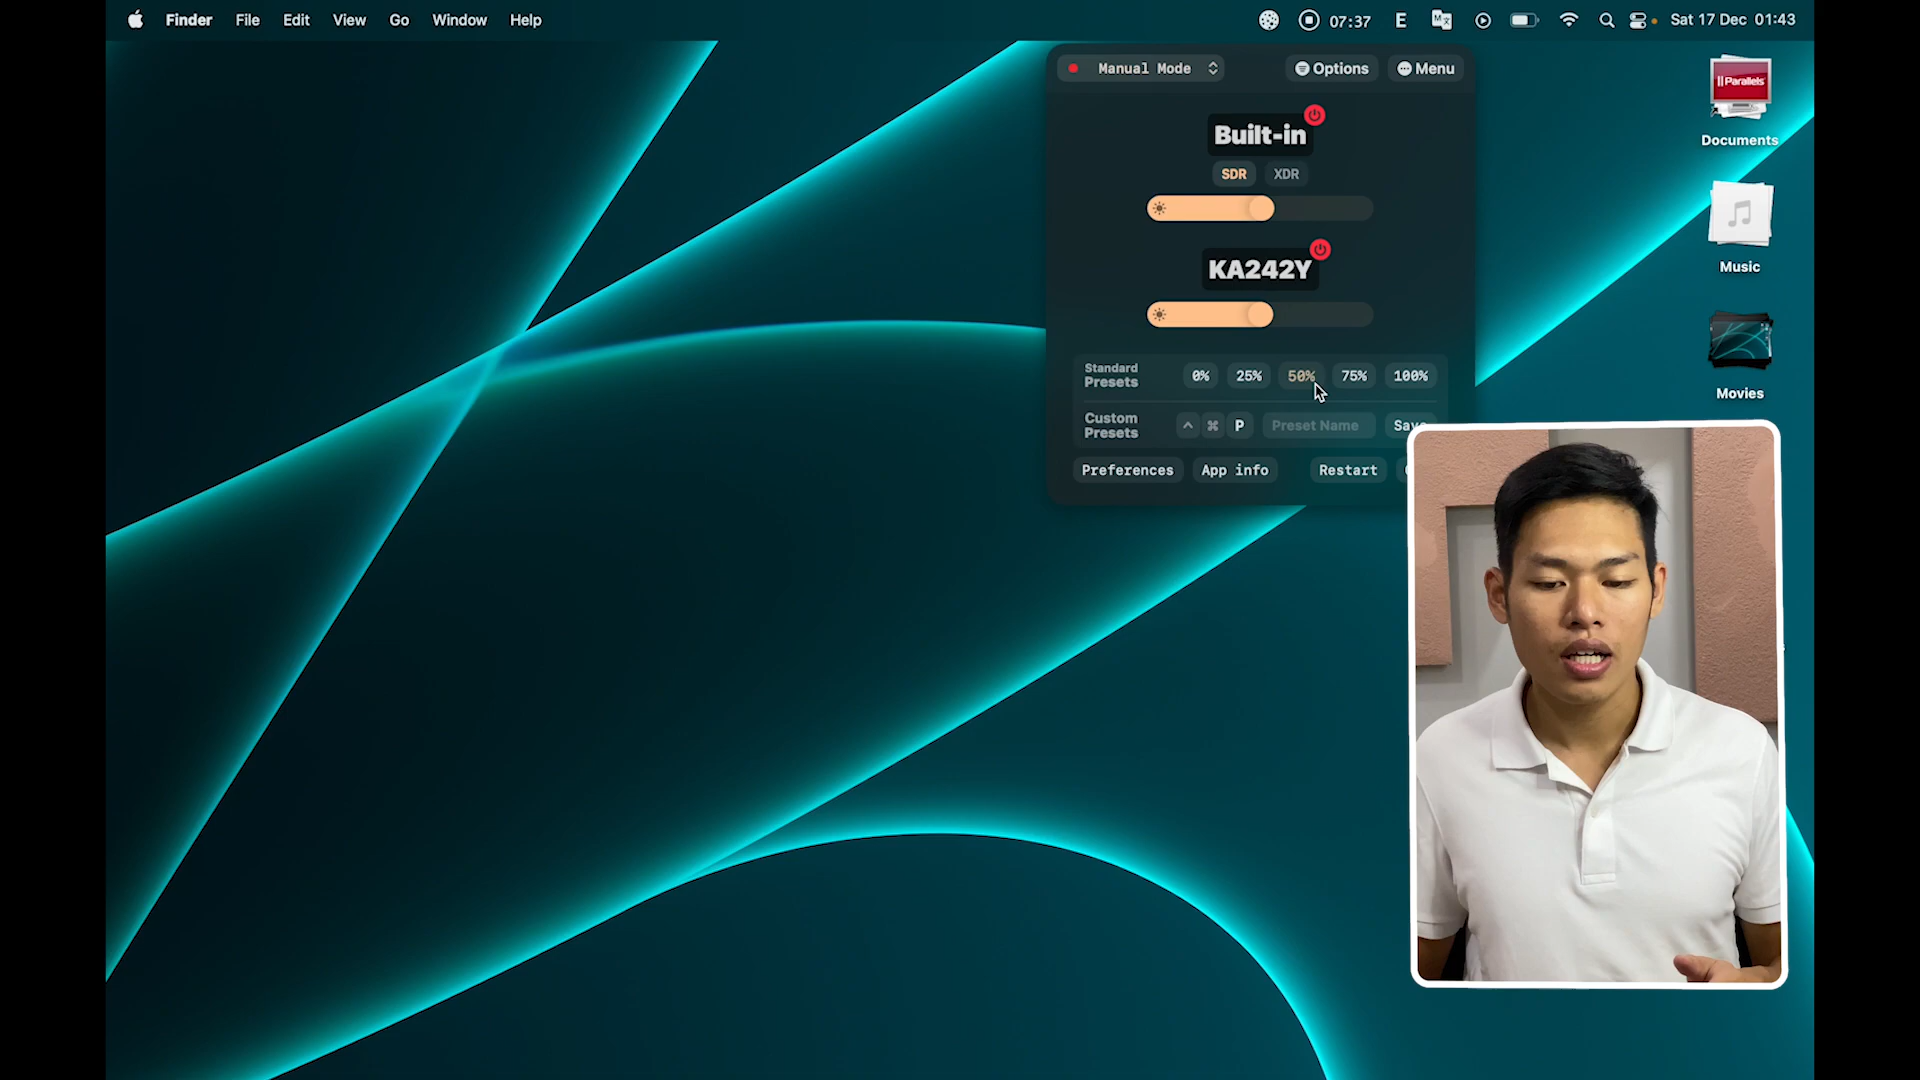 Finder File Edit View Go Window Help 07:37 E Sat 17 Dec 01:43
Manual Mode Options Menu
Built-in
SDR XDR
KA242Y
Standard Presets 0% 25% 50% 75% 100%
Custom Presets ^ ⌘ P Preset Name Save
Preferences App info Restart
Parallels
Documents
Music
Movies